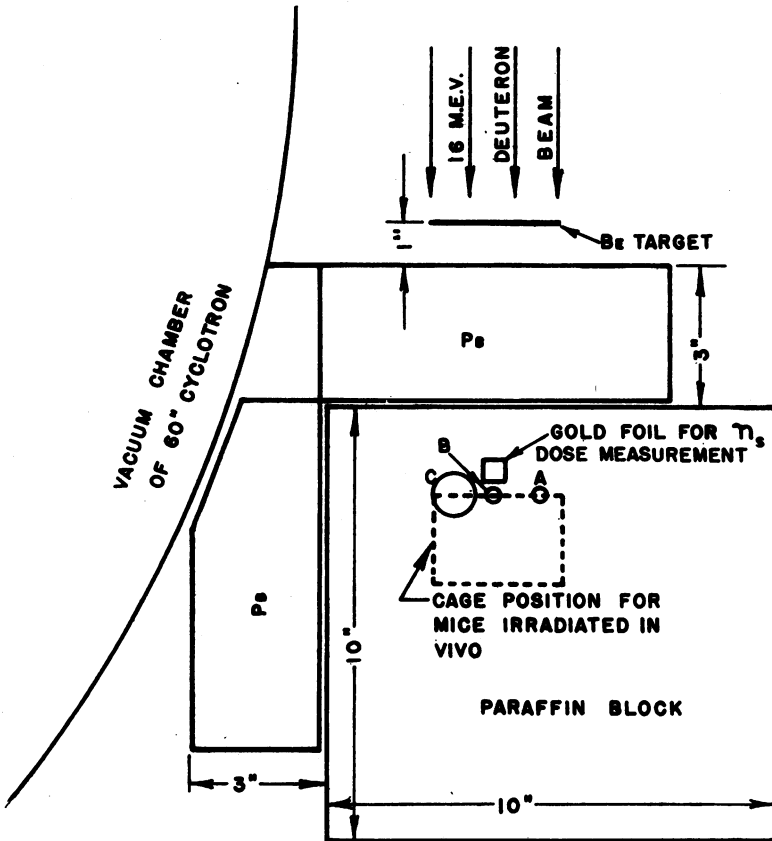 16 M.E.V.
DEUTERON
BEAM
1"
BE TARGET
VACUUM CHAMBER
OF 60" CYCLOTRON
PB
3"
GOLD FOIL FOR ηs
DOSE MEASUREMENT
B
C
A
CAGE POSITION FOR
MICE IRRADIATED IN
VIVO
PB
10"
PARAFFIN BLOCK
3"
10"